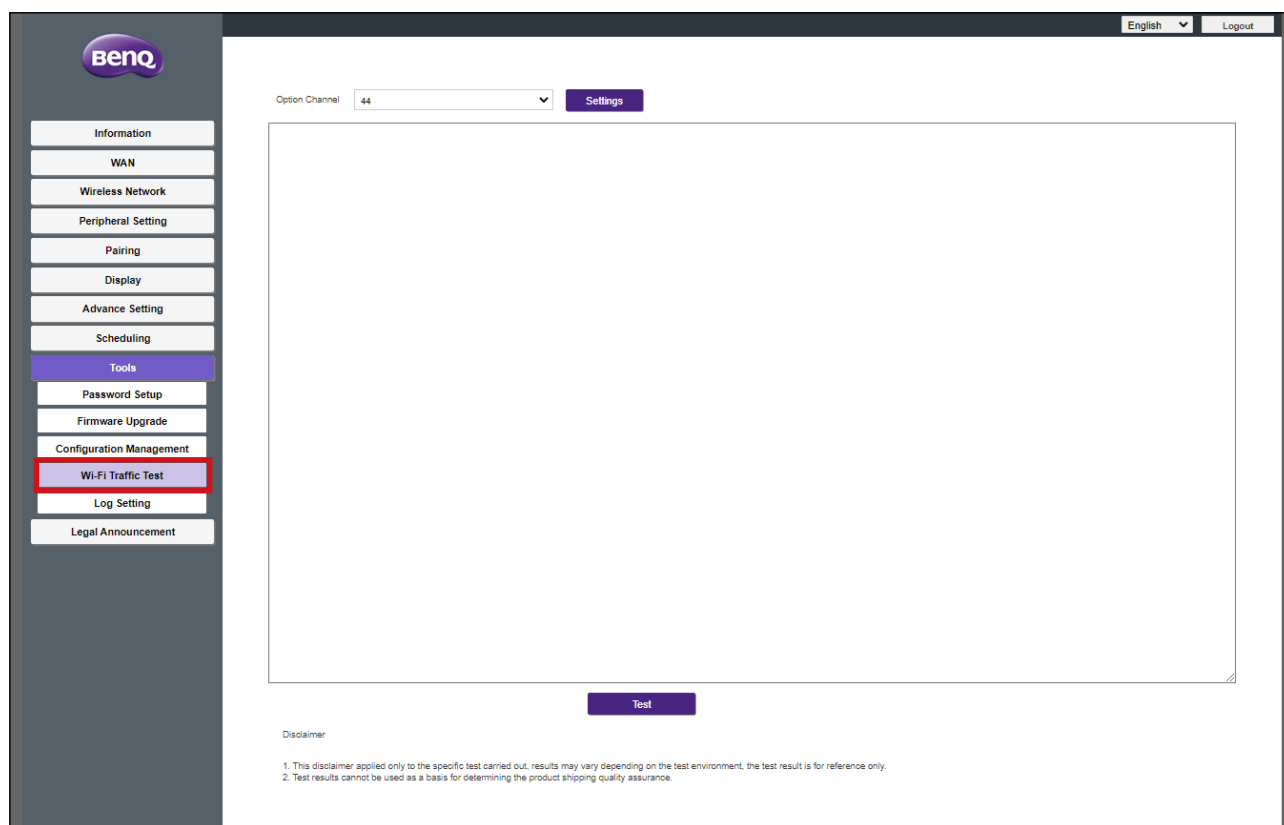 English
Logout
BenQ
Option Channel 44 Settings
Information
WAN
Wireless Network
Peripheral Setting
Pairing
Display
Advance Setting
Scheduling
Tools
Password Setup
Firmware Upgrade
Configuration Management
Wi-Fi Traffic Test
Log Setting
Legal Announcement
Test
Disclaimer
1. This disclaimer applied only to the specific test carried out, results may vary depending on the test environment, the test result is for reference only.
2. Test results cannot be used as a basis for determining the product shipping quality assurance.